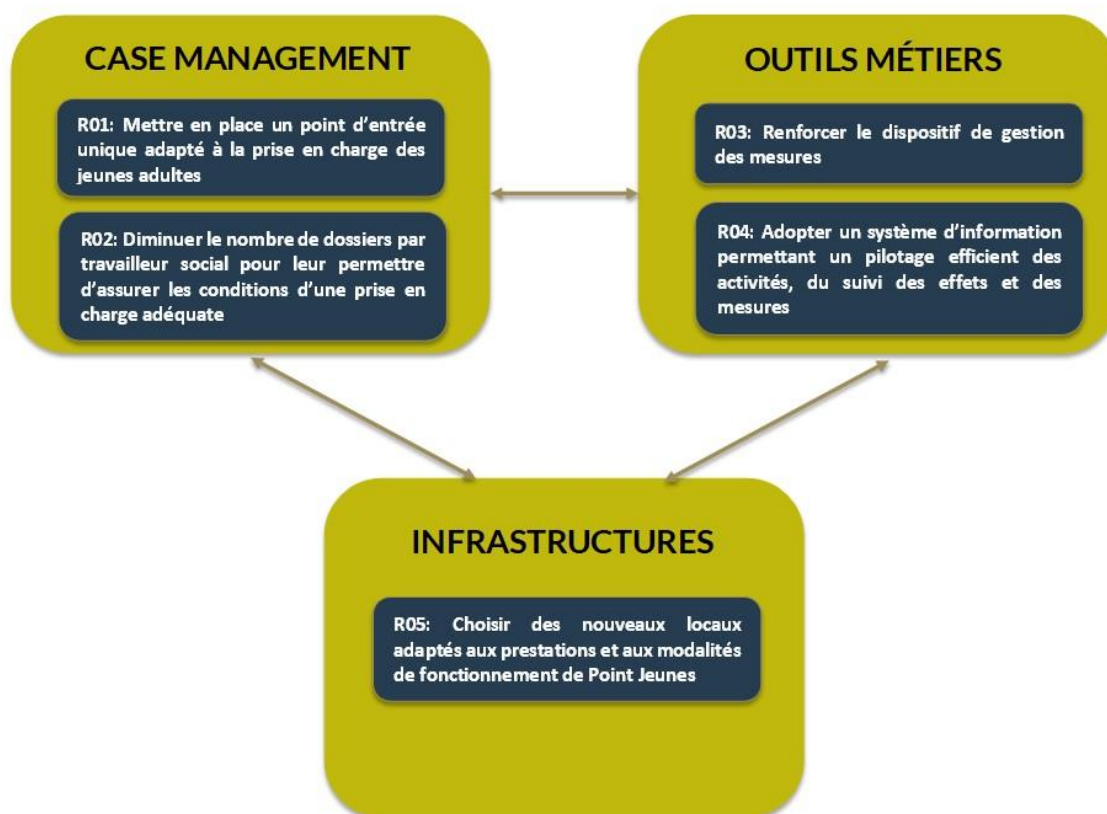 CASE MANAGEMENT
R01: Mettre en place un point d'entrée
unique adapté à la prise en charge des
jeunes adultes
R02: Diminuer le nombre de dossiers par
travailleur social pour leur permettre
d'assurer les conditions d'une prise en
charge adéquate
OUTILS MÉTIERS
R03: Renforcer le dispositif de gestion
des mesures
R04: Adopter un système d'information
permettant un pilotage efficient des
activités, du suivi des effets et des
mesures
INFRASTRUCTURES
R05: Choisir des nouveaux locaux
adaptés aux prestations et aux modalités
de fonctionnement de Point Jeunes